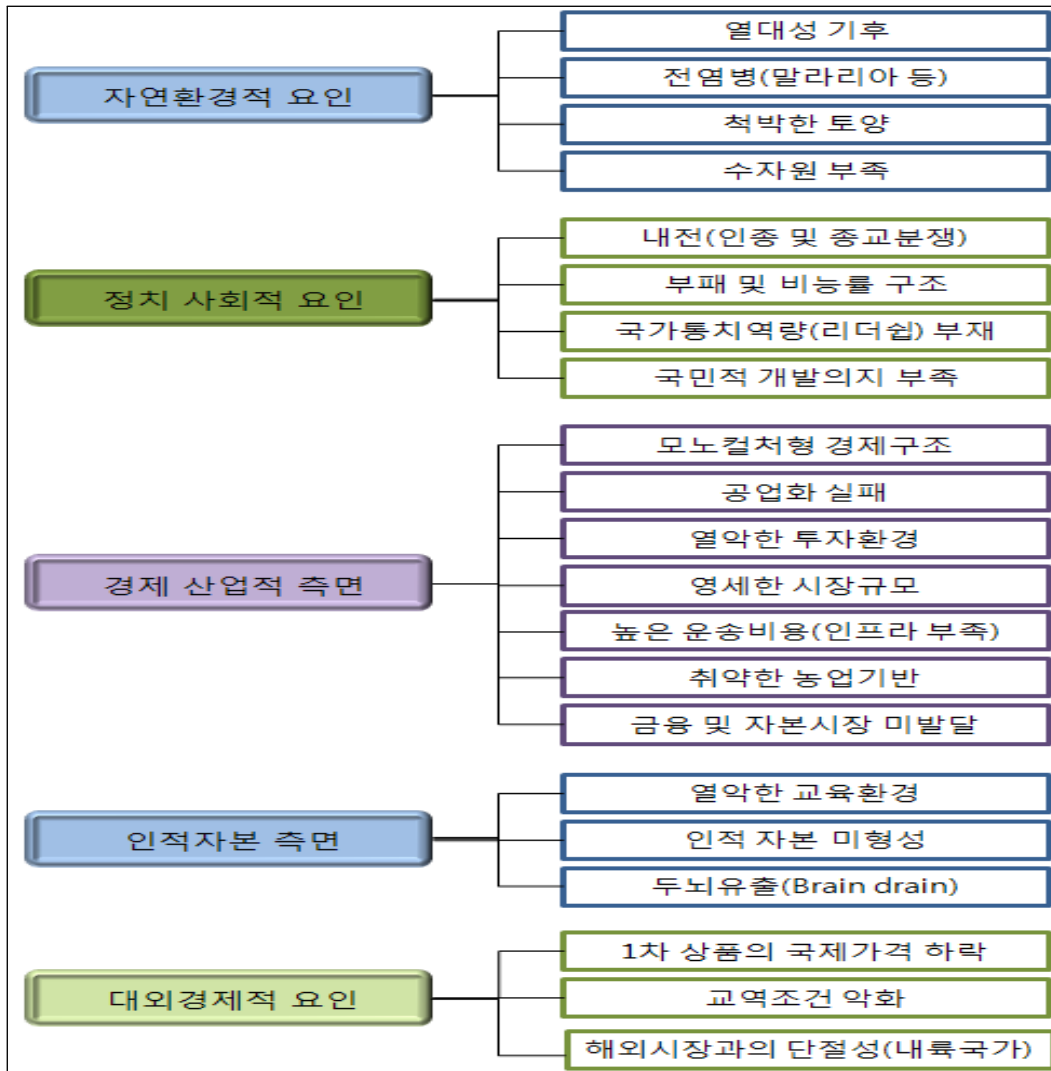 자연환경적 요인
열대성 기후
전염병(말라리아 등)
척박한 토양
수자원 부족
정치 사회적 요인
내전(인종 및 종교분쟁)
부패 및 비능률 구조
국가통치역량(리더쉽) 부재
국민적 개발의지 부족
경제 산업적 측면
모노컬처형 경제구조
공업화 실패
열악한 투자환경
영세한 시장규모
높은 운송비용(인프라 부족)
취약한 농업기반
금융 및 자본시장 미발달
인적자본 측면
열악한 교육환경
인적 자본 미형성
두뇌유출(Brain drain)
대외경제적 요인
1차 상품의 국제가격 하락
교역조건 악화
해외시장과의 단절성(내륙국가)